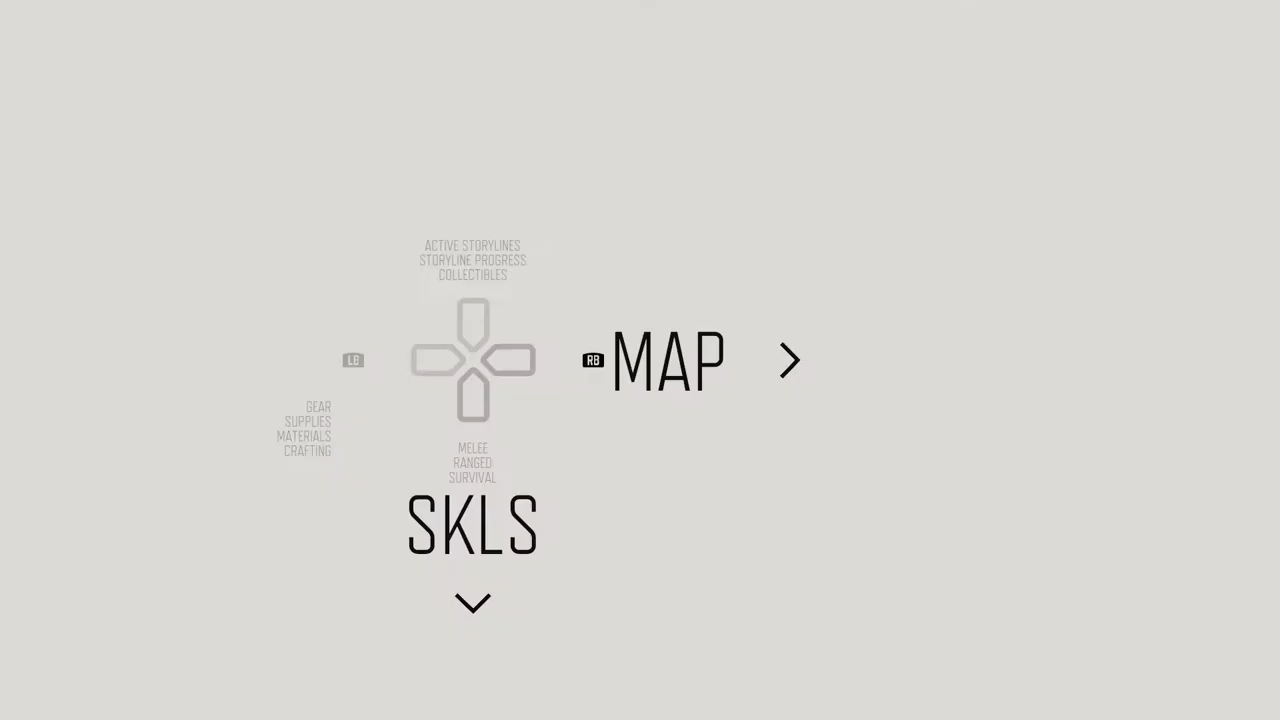 ACTIVE STORYLINES
STORYLINE PROGRESS
COLLECTIBLES
LB
RB MAP
GEAR
SUPPLIES
MATERIALS
CRAFTING
MELEE
RANGED
SURVIVAL
SKLS